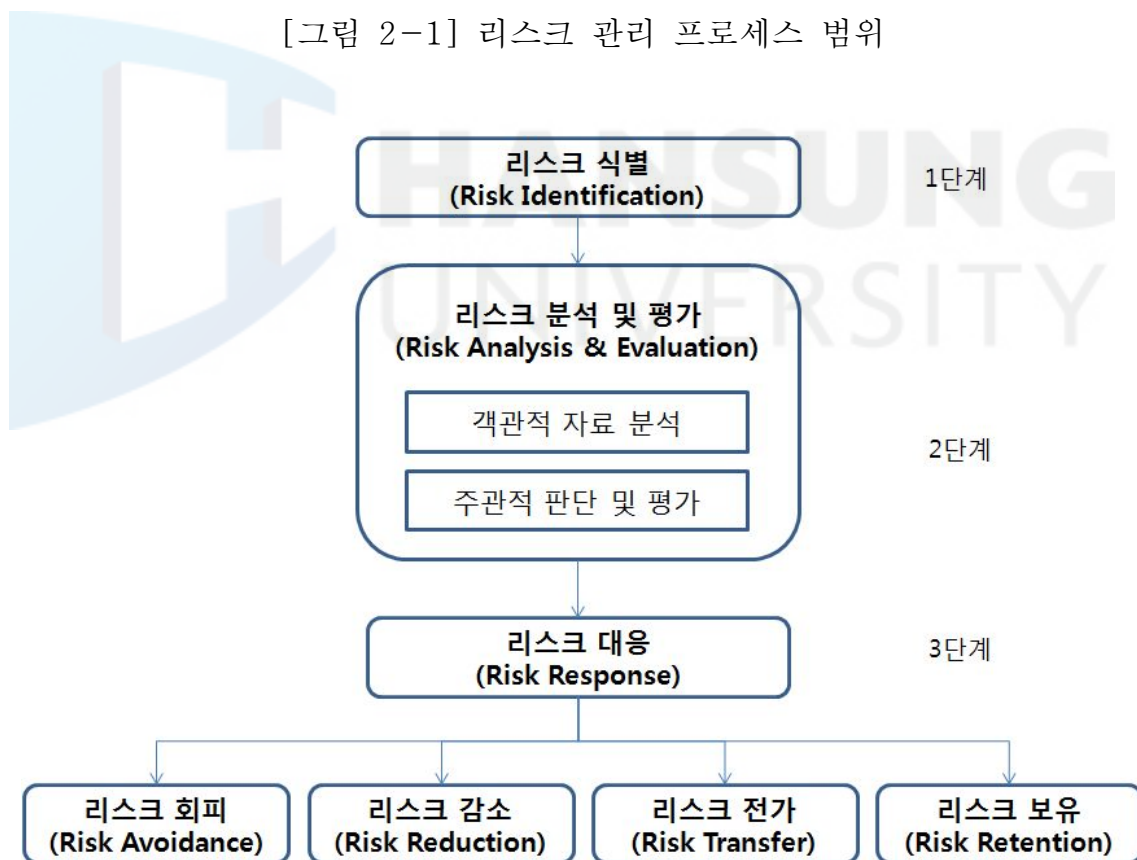 [그림 2-1] 리스크 관리 프로세스 범위
HANSUNG
UNIVERSITY
리스크 식별
(Risk Identification)
1단계
리스크 분석 및 평가
(Risk Analysis & Evaluation)
객관적 자료 분석
주관적 판단 및 평가
2단계
리스크 대응
(Risk Response)
3단계
리스크 회피
(Risk Avoidance)
리스크 감소
(Risk Reduction)
리스크 전가
(Risk Transfer)
리스크 보유
(Risk Retention)